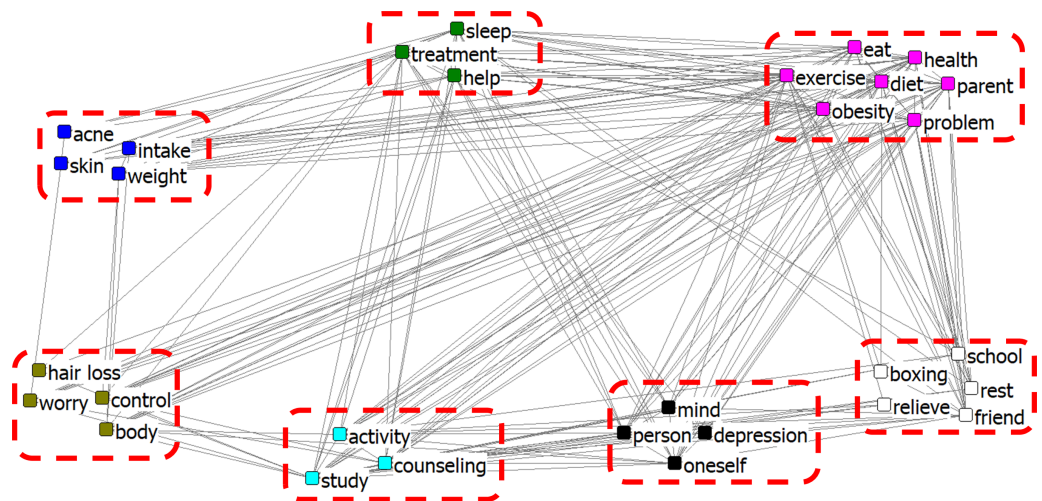 sleep
treatment
help
eat
health
exercise
diet
parent
obesity
problem
acne
intake
skin
weight
hair loss
worry
control
body
activity
counseling
study
mind
person
depression
oneself
school
boxing
rest
relieve
friend